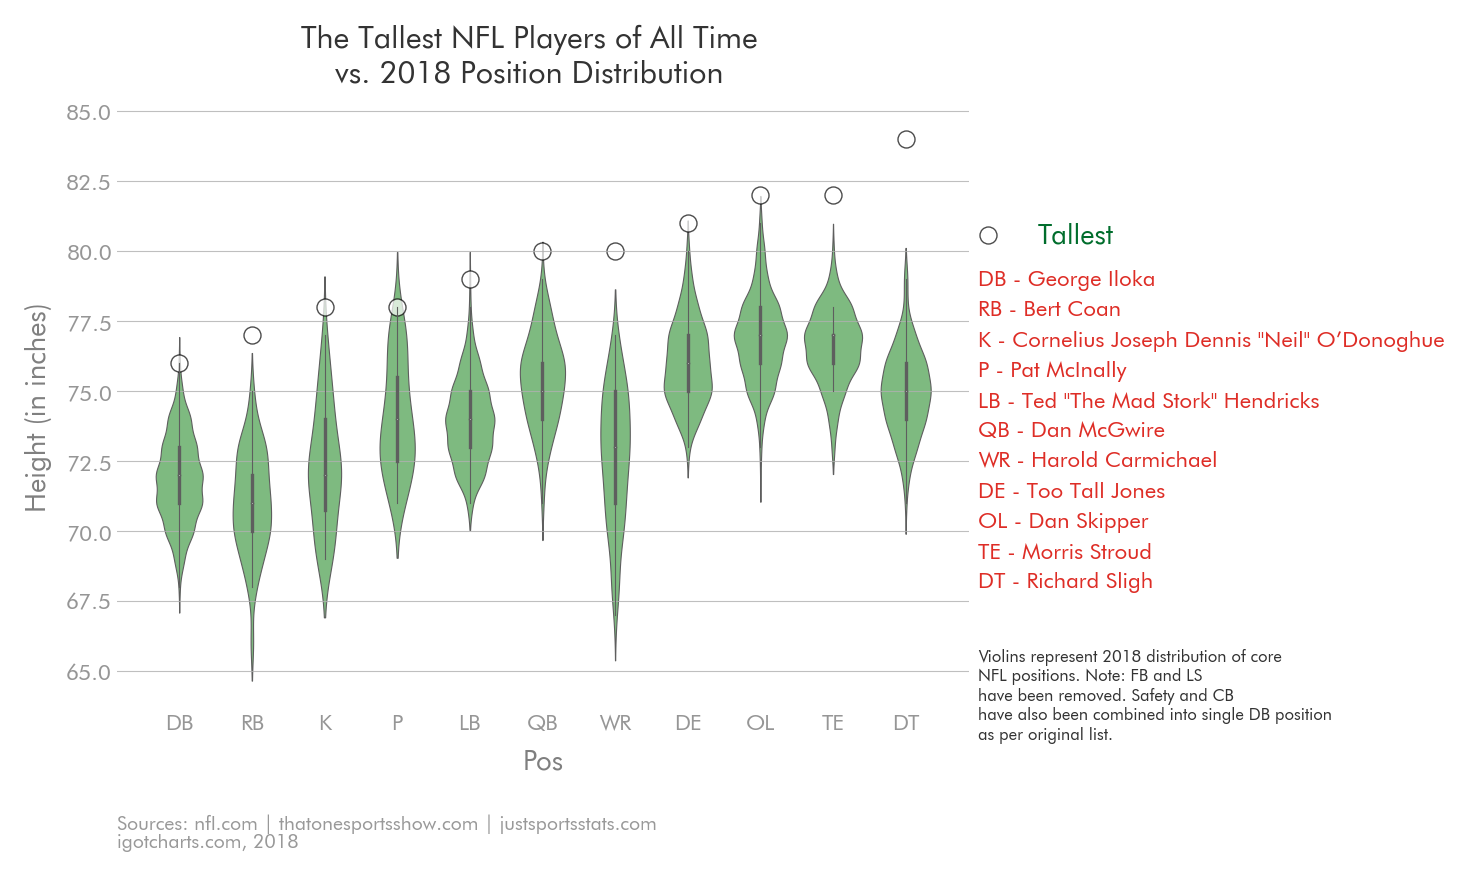 The Tallest NFL Players of All Time
vs. 2018 Position Distribution
85.0
82.5
80.0
77.5
75.0
72.5
70.0
67.5
65.0
Height (in inches)
DB RB K P LB QB WR DE OL TE DT
Pos
Tallest
DB - George Iloka
RB - Bert Coan
K - Cornelius Joseph Dennis "Neil" O’Donoghue
P - Pat McInally
LB - Ted "The Mad Stork" Hendricks
QB - Dan McGwire
WR - Harold Carmichael
DE - Too Tall Jones
OL - Dan Skipper
TE - Morris Stroud
DT - Richard Sligh
Violins represent 2018 distribution of core
NFL positions. Note: FB and LS
have been removed. Safety and CB
have also been combined into single DB position
as per original list.
Sources: nfl.com | thatonesportsshow.com | justsportsstats.com
igotcharts.com, 2018